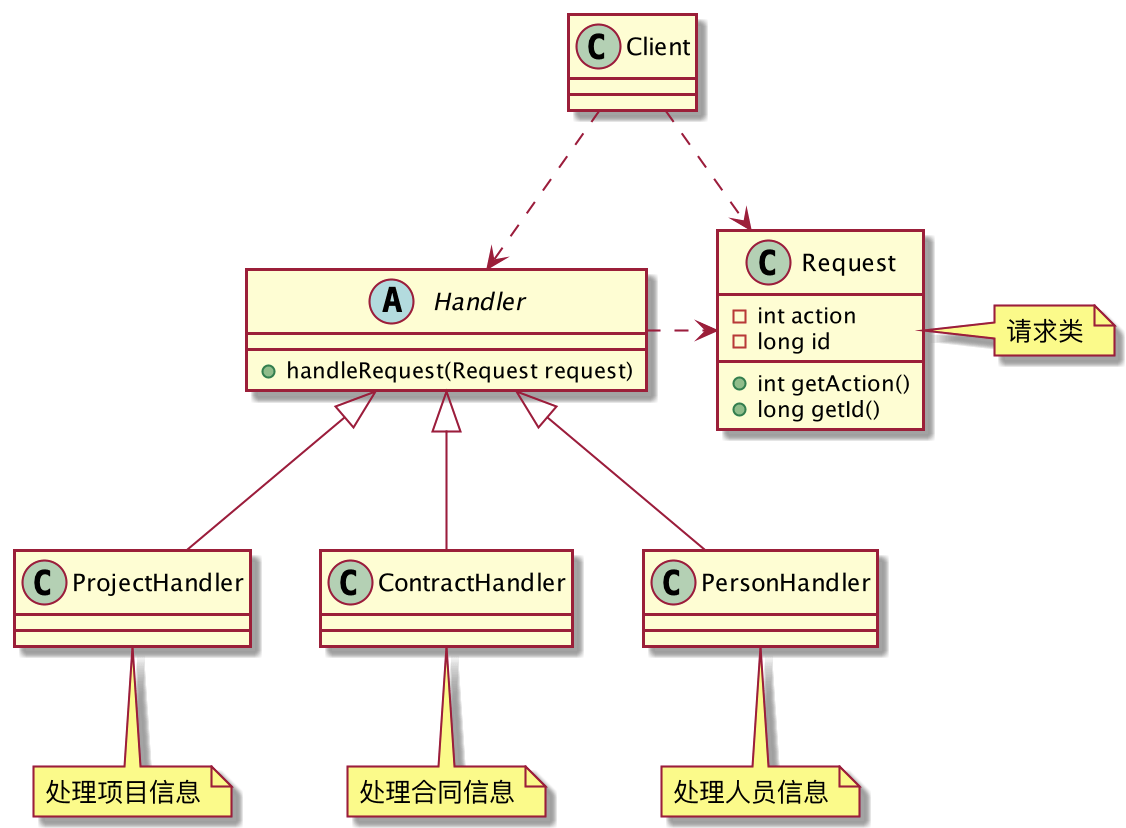 C Client
C Request
int action
long id
int getAction()
long getId()
请求类
A Handler
handleRequest(Request request)
C ProjectHandler
C ContractHandler
C PersonHandler
处理项目信息
处理合同信息
处理人员信息